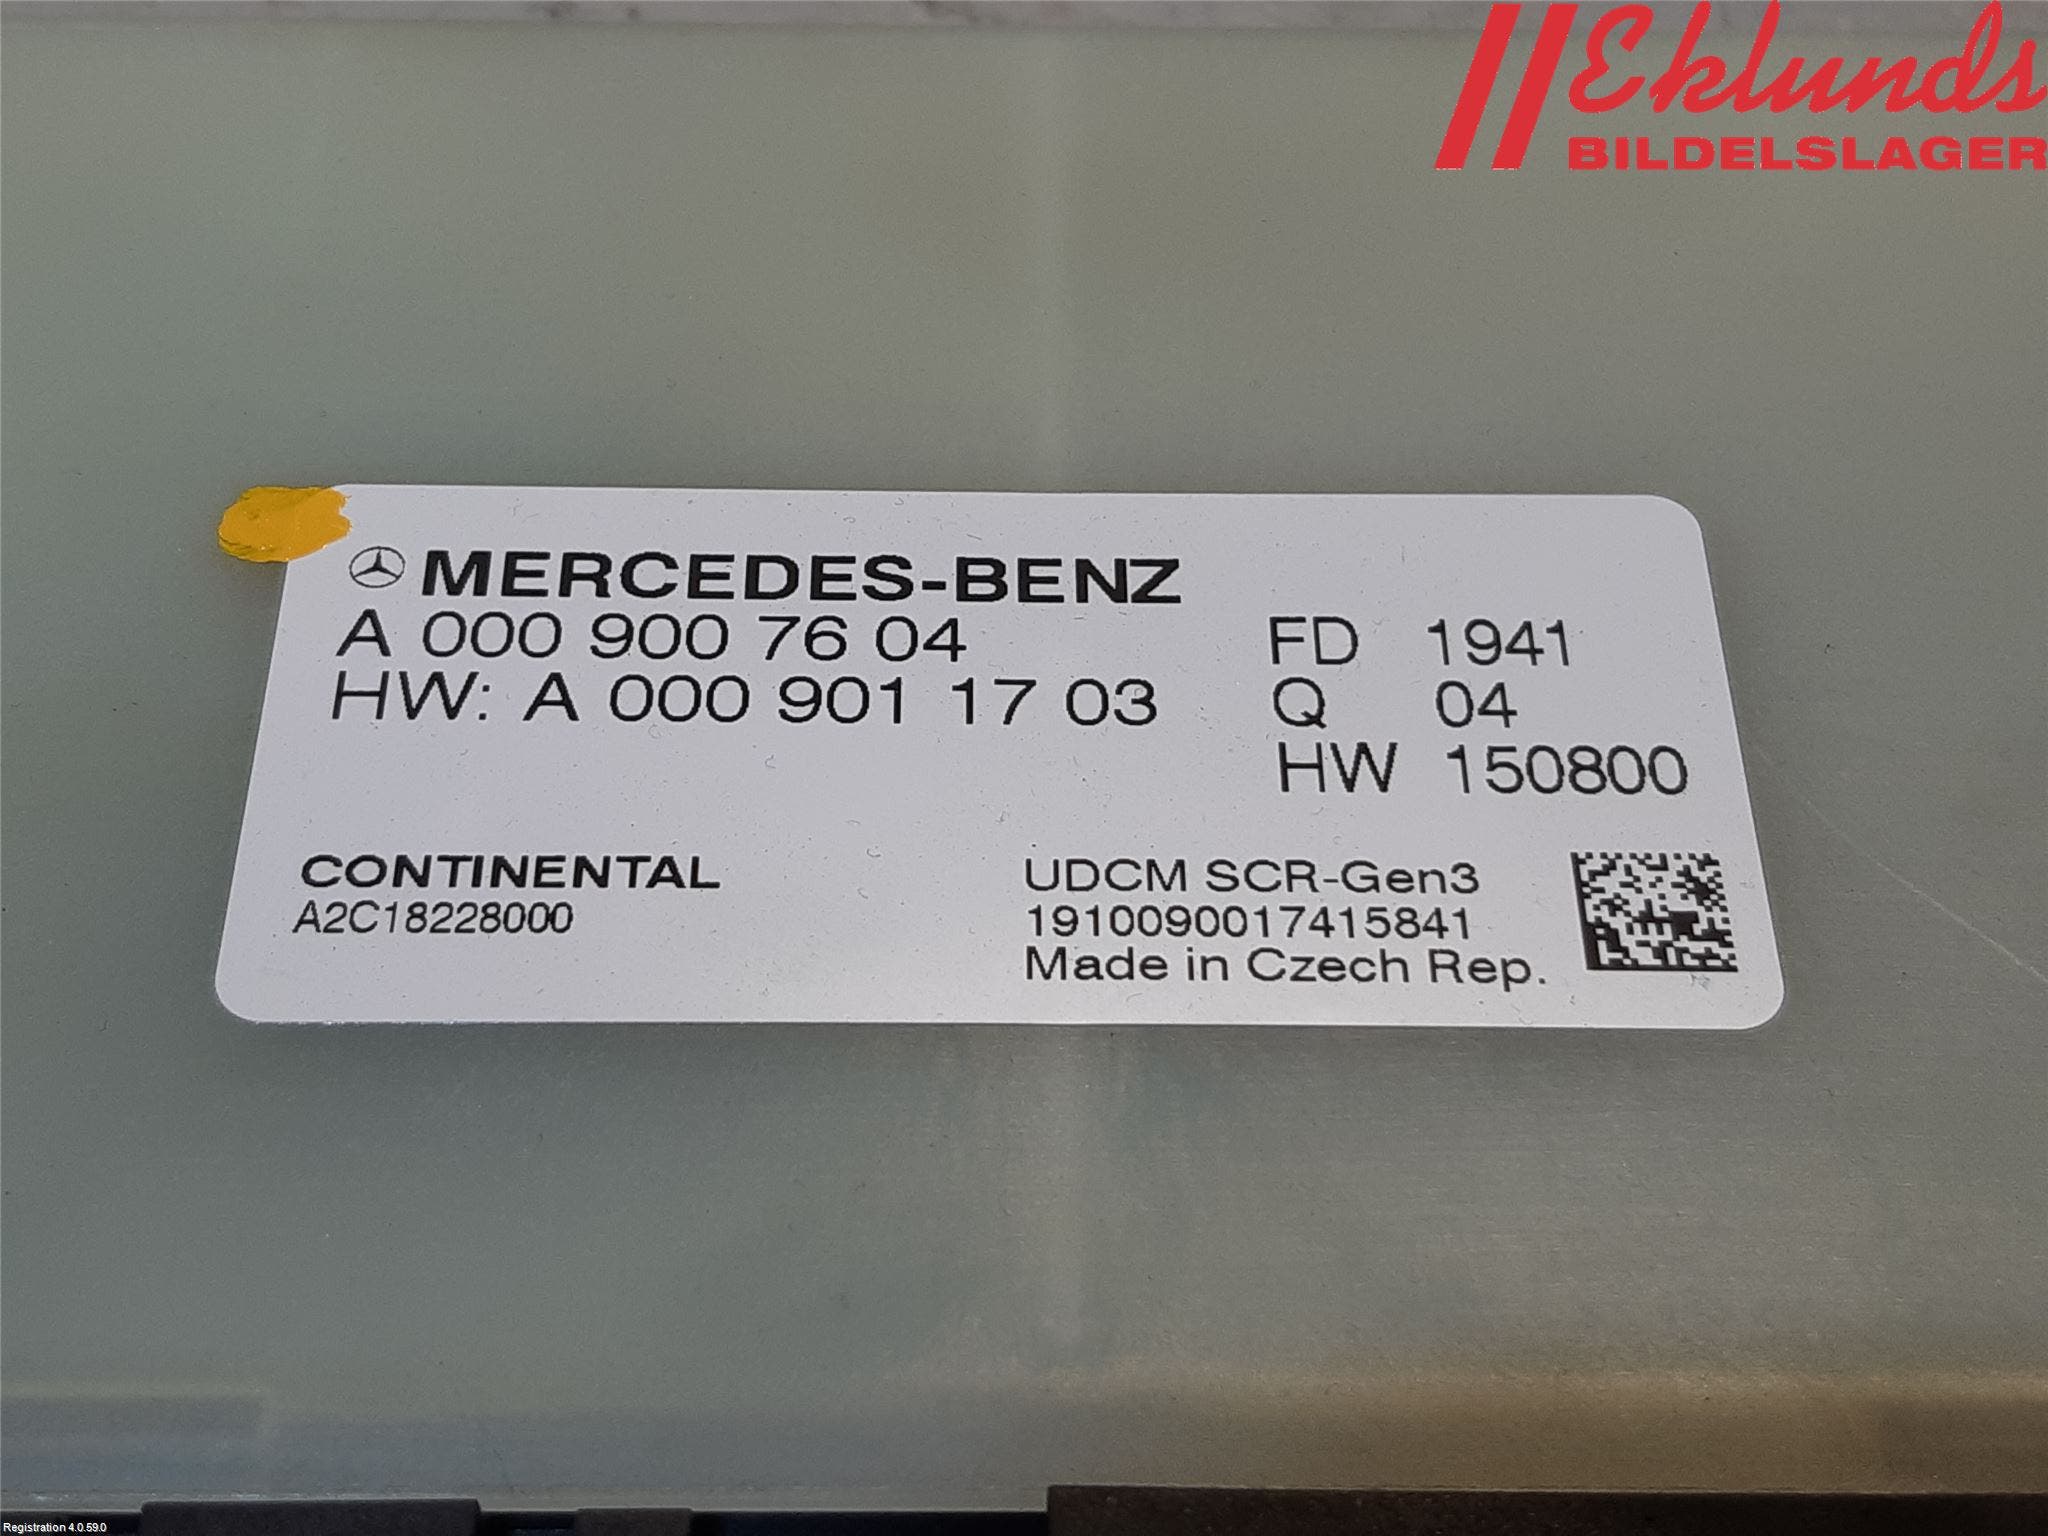 Eklunds
BILDELSLAGER
MERCEDES-BENZ
A 000 900 76 04
HW: A 000 901 17 03
FD 1941
Q 04
HW 150800
CONTINENTAL
A2C18228000
UDCM SCR-Gen3
1910090017415841
Made in Czech Rep.
Registration 4.0.59.0